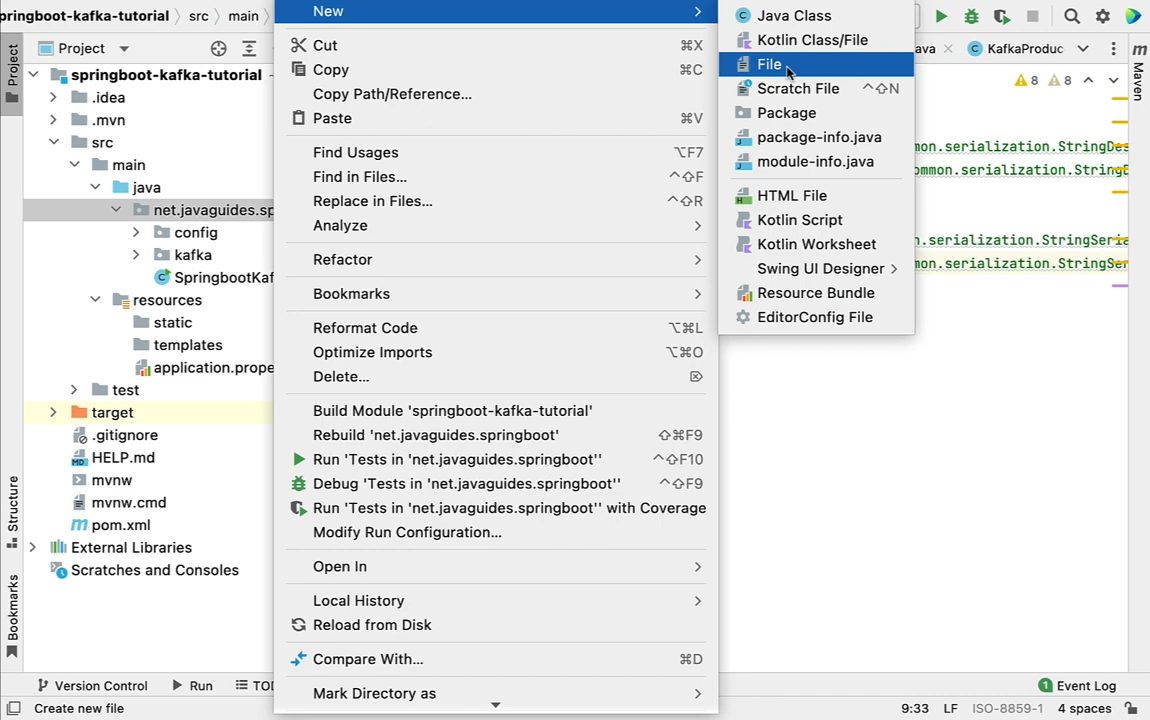 pringboot-kafka-tutorial
src
main
Project
springboot-kafka-tutorial
.idea
.mvn
src
main
java
net.javaguides.sp
config
kafka
SpringbootKaf
resources
static
templates
application.prope
test
target
.gitignore
HELP.md
mvnw
mvnw.cmd
pom.xml
External Libraries
Scratches and Consoles
Project
Structure
Bookmarks
New
Cut ⌘X
Copy ⌘C
Copy Path/Reference...
Paste ⌘V
Find Usages ⌥F7
Find in Files... ^⇧F
Replace in Files... ^⇧R
Analyze
Refactor
Bookmarks
Reformat Code ⌥⌘L
Optimize Imports ⌥⌘O
Delete... ⌦
Build Module 'springboot-kafka-tutorial'
Rebuild 'net.javaguides.springboot' ⇧⌘F9
Run 'Tests in 'net.javaguides.springboot'' ^⇧F10
Debug 'Tests in 'net.javaguides.springboot'' ^⇧F9
Run 'Tests in 'net.javaguides.springboot'' with Coverage
Modify Run Configuration...
Open In
Local History
Reload from Disk
Compare With... ⌘D
Mark Directory as
Java Class
Kotlin Class/File
File
Scratch File ^⇧N
Package
package-info.java
module-info.java
HTML File
Kotlin Script
Kotlin Worksheet
Swing UI Designer
Resource Bundle
EditorConfig File
ava
KafkaProduc
8 8
mon.serialization.StringDes
ommon.serialization.StringD
n.serialization.StringSeria
mon.serialization.StringSer
m
Maven
Version Control
Run
TOD
1 Event Log
Create new file
9:33 LF ISO-8859-1 4 spaces